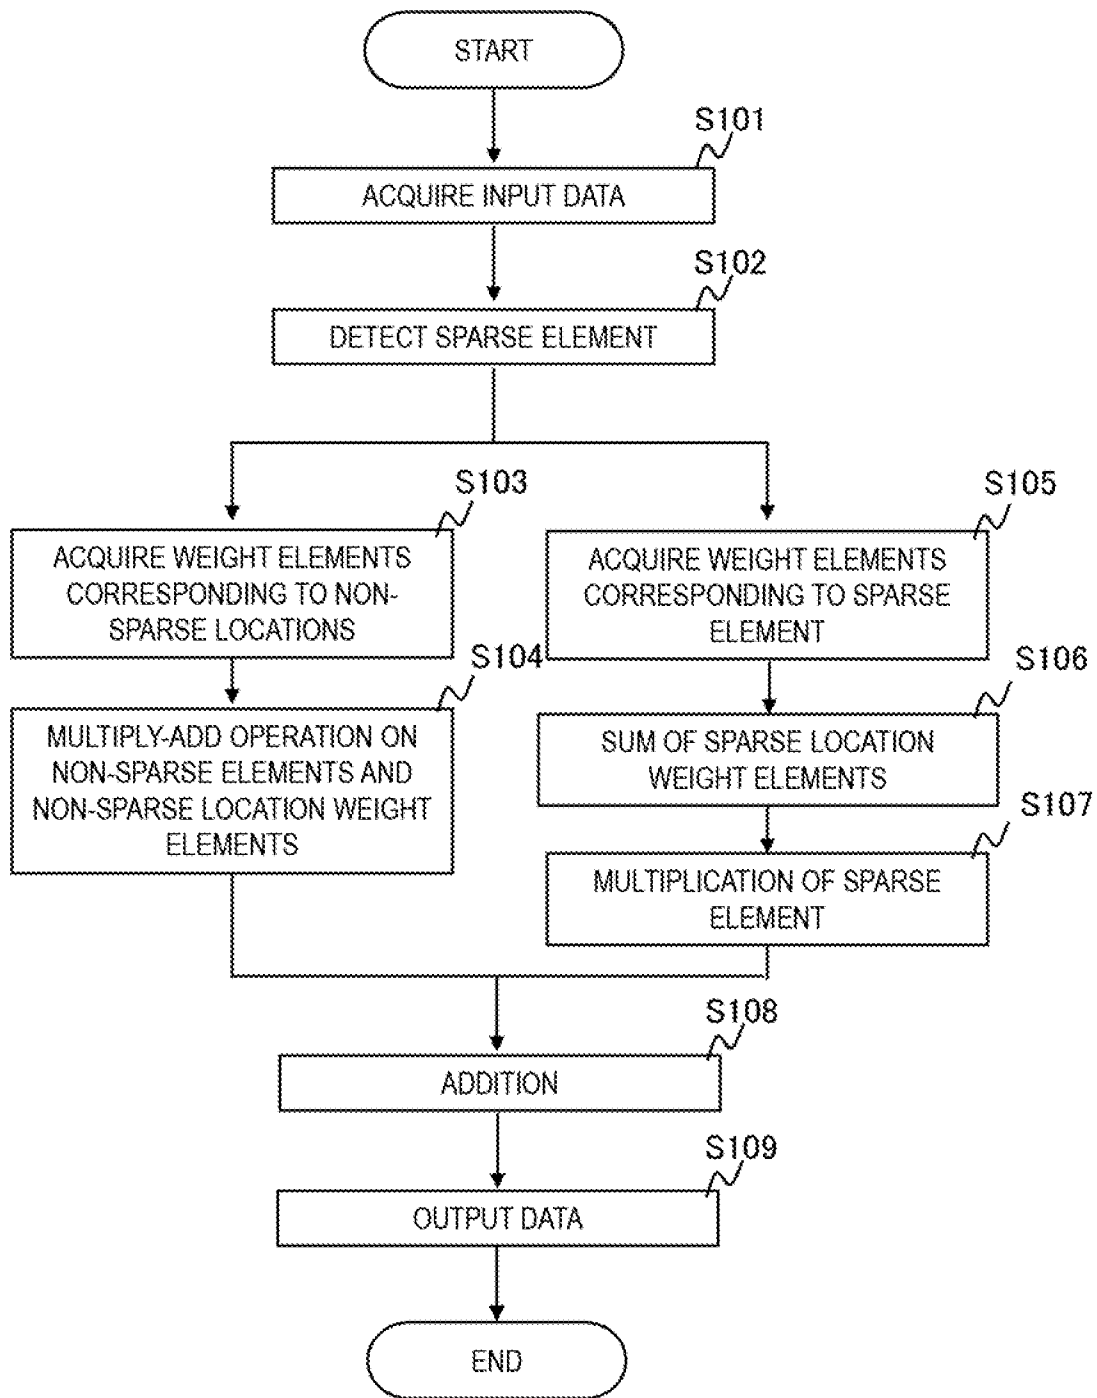 START
S101
ACQUIRE INPUT DATA
S102
DETECT SPARSE ELEMENT
S103
ACQUIRE WEIGHT ELEMENTS
CORRESPONDING TO NON-
SPARSE LOCATIONS
S104
MULTIPLY-ADD OPERATION ON
NON-SPARSE ELEMENTS AND
NON-SPARSE LOCATION WEIGHT
ELEMENTS
S105
ACQUIRE WEIGHT ELEMENTS
CORRESPONDING TO SPARSE
ELEMENT
S106
SUM OF SPARSE LOCATION
WEIGHT ELEMENTS
S107
MULTIPLICATION OF SPARSE
ELEMENT
S108
ADDITION
S109
OUTPUT DATA
END